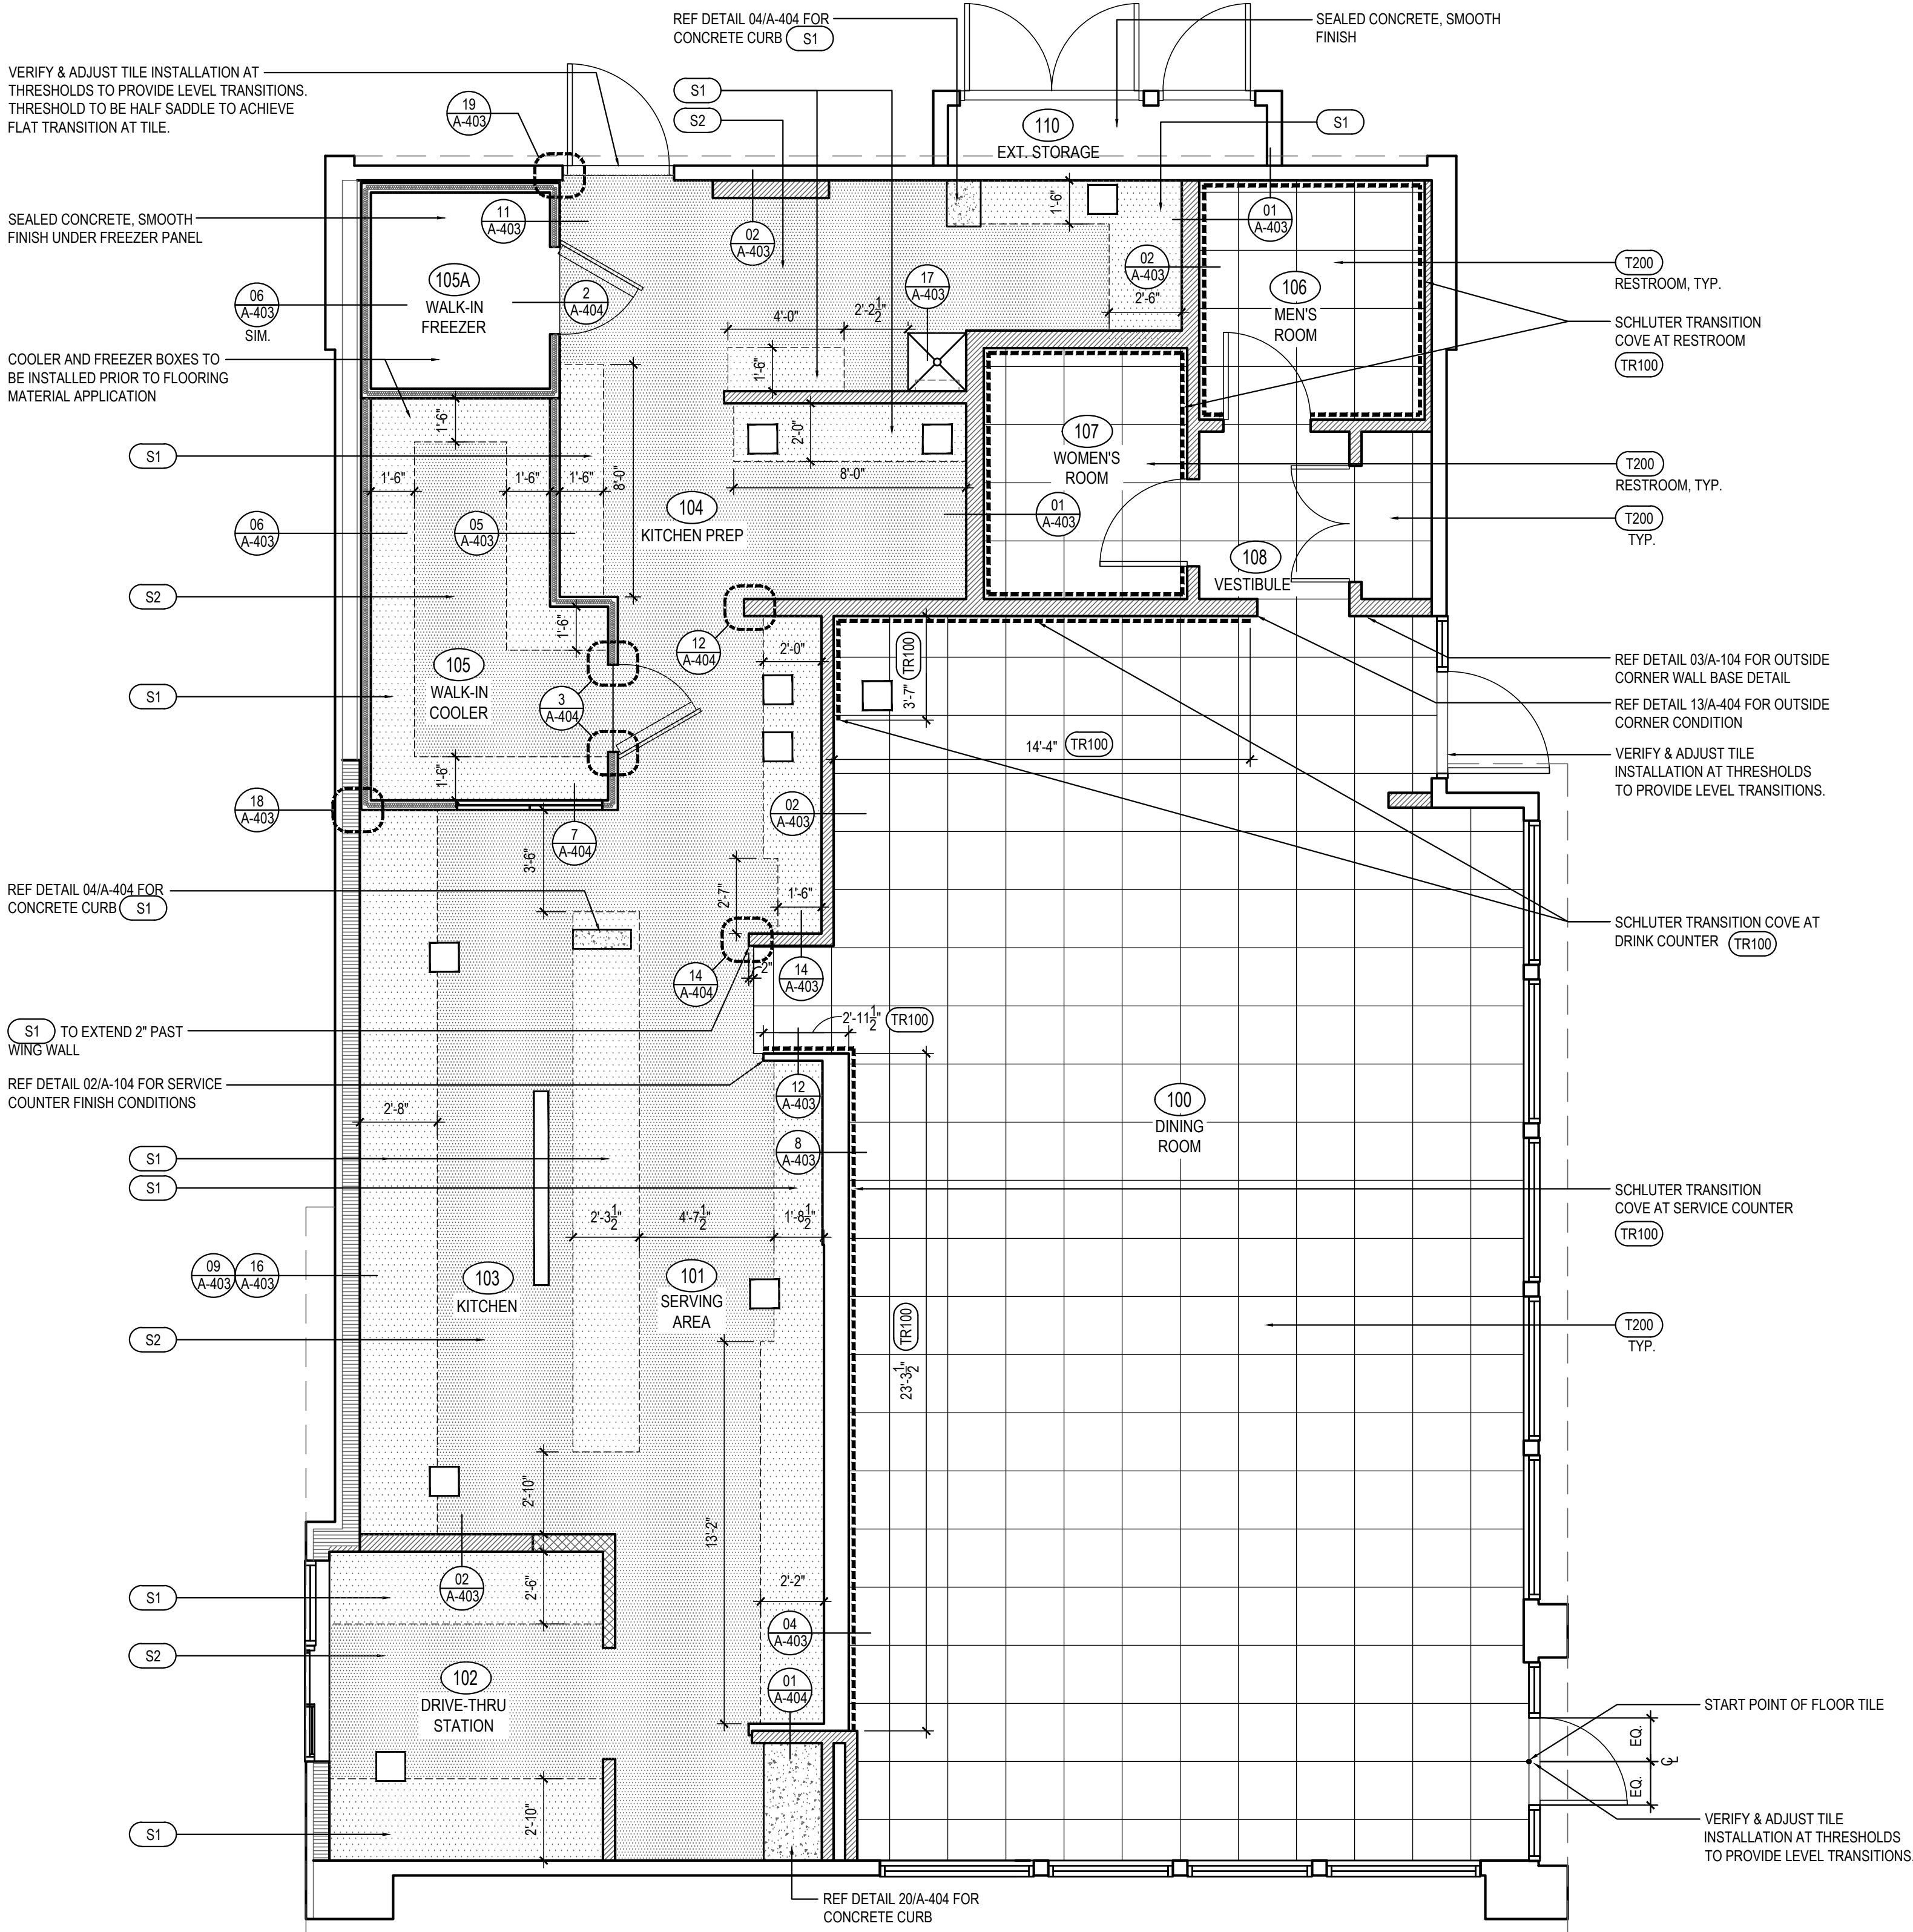 REF DETAIL 04/A-404 FOR
CONCRETE CURB S1
SEALED CONCRETE, SMOOTH
FINISH
VERIFY & ADJUST TILE INSTALLATION AT
THRESHOLDS TO PROVIDE LEVEL TRANSITIONS.
THRESHOLD TO BE HALF SADDLE TO ACHIEVE
FLAT TRANSITION AT TILE.
19
A-403
S1
S2
110
EXT. STORAGE
S1
SEALED CONCRETE, SMOOTH
FINISH UNDER FREEZER PANEL
11
A-403
02
A-403
1'-6"
01
A-403
105A
WALK-IN
FREEZER
2
A-404
17
A-403
02
A-403
2'-6"
106
MEN'S
ROOM
T200
RESTROOM, TYP.
06
A-403
SIM.
4'-0"
2'-2 1/2"
1'-6"
SCHLUTER TRANSITION
COVE AT RESTROOM
TR100
COOLER AND FREEZER BOXES TO
BE INSTALLED PRIOR TO FLOORING
MATERIAL APPLICATION
1'-6"
2'-0"
107
WOMEN'S
ROOM
S1
1'-6"
1'-6"
1'-6"
8'-0"
8'-0"
T200
RESTROOM, TYP.
06
A-403
05
A-403
104
KITCHEN PREP
01
A-403
T200
TYP.
108
VESTIBULE
S2
1'-6"
12
A-404
2'-0"
TR100
3'-7"
REF DETAIL 03/A-104 FOR OUTSIDE
CORNER WALL BASE DETAIL
105
WALK-IN
COOLER
S1
3
A-404
REF DETAIL 13/A-404 FOR OUTSIDE
CORNER CONDITION
14'-4" TR100
VERIFY & ADJUST TILE
INSTALLATION AT THRESHOLDS
TO PROVIDE LEVEL TRANSITIONS.
1'-6"
18
A-403
7
A-404
3'-6"
02
A-403
REF DETAIL 04/A-404 FOR
CONCRETE CURB S1
2'-7"
1'-6"
SCHLUTER TRANSITION COVE AT
DRINK COUNTER TR100
14
A-404
2"
14
A-403
S1 TO EXTEND 2" PAST
WING WALL
2'-11 1/2" TR100
REF DETAIL 02/A-104 FOR SERVICE
COUNTER FINISH CONDITIONS
2'-8"
12
A-403
100
DINING
ROOM
S1
8
A-403
S1
SCHLUTER TRANSITION
COVE AT SERVICE COUNTER
TR100
2'-3 1/2"
4'-7 1/2"
1'-8 1/2"
09
A-403
16
A-403
103
KITCHEN
101
SERVING
AREA
S2
TR100
23'-3 1/2"
T200
TYP.
2'-10"
13'-2"
02
A-403
2'-6"
2'-2"
S1
04
A-403
S2
102
DRIVE-THRU
STATION
01
A-404
START POINT OF FLOOR TILE
EQ.
CL
EQ.
S1
2'-10"
VERIFY & ADJUST TILE
INSTALLATION AT THRESHOLDS
TO PROVIDE LEVEL TRANSITIONS.
REF DETAIL 20/A-404 FOR
CONCRETE CURB